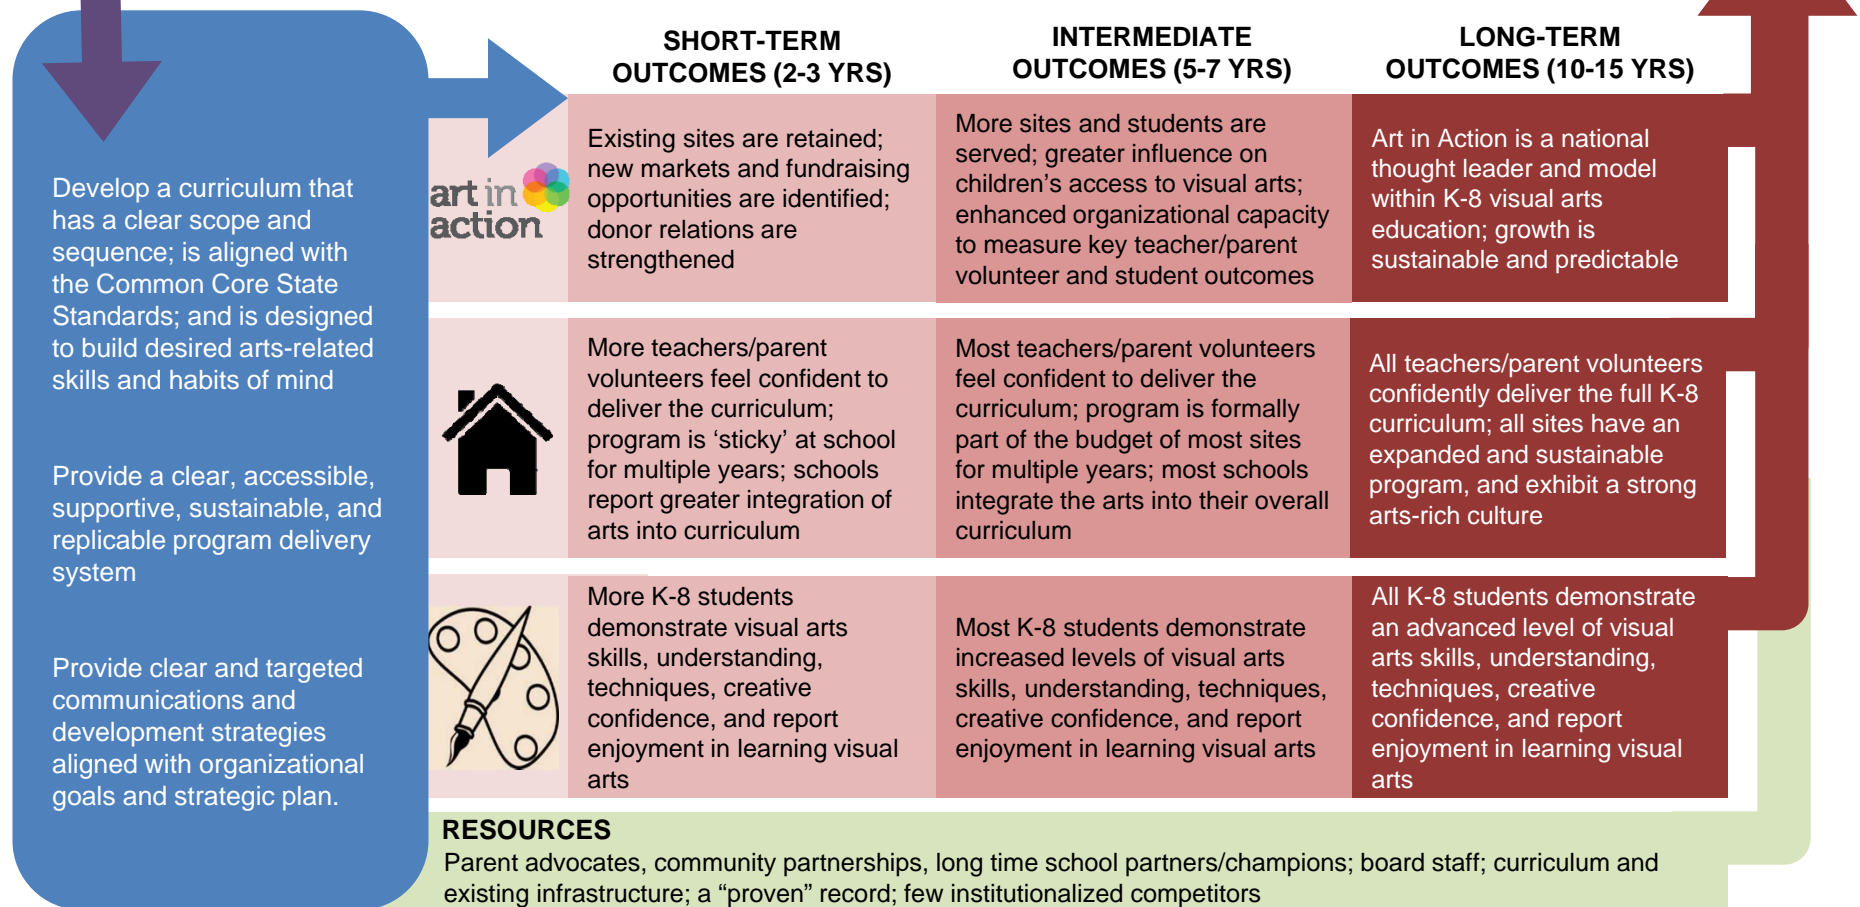 Develop a curriculum that
has a clear scope and
sequence; is aligned with
the Common Core State
Standards; and is designed
to build desired arts-related
skills and habits of mind
Provide a clear, accessible,
supportive, sustainable, and
replicable program delivery
system
Provide clear and targeted
communications and
development strategies
aligned with organizational
goals and strategic plan.
SHORT-TERM
OUTCOMES (2-3 YRS)
INTERMEDIATE
OUTCOMES (5-7 YRS)
LONG-TERM
OUTCOMES (10-15 YRS)
art in
action
Existing sites are retained;
new markets and fundraising
opportunities are identified;
donor relations are
strengthened
More sites and students are
served; greater influence on
children’s access to visual arts;
enhanced organizational capacity
to measure key teacher/parent
volunteer and student outcomes
Art in Action is a national
thought leader and model
within K-8 visual arts
education; growth is
sustainable and predictable
More teachers/parent
volunteers feel confident to
deliver the curriculum;
program is ‘sticky’ at school
for multiple years; schools
report greater integration of
arts into curriculum
Most teachers/parent volunteers
feel confident to deliver the
curriculum; program is formally
part of the budget of most sites
for multiple years; most schools
integrate the arts into their overall
curriculum
All teachers/parent volunteers
confidently deliver the full K-8
curriculum; all sites have an
expanded and sustainable
program, and exhibit a strong
arts-rich culture
More K-8 students
demonstrate visual arts
skills, understanding,
techniques, creative
confidence, and report
enjoyment in learning visual
arts
Most K-8 students demonstrate
increased levels of visual arts
skills, understanding, techniques,
creative confidence, and report
enjoyment in learning visual arts
All K-8 students demonstrate
an advanced level of visual
arts skills, understanding,
techniques, creative
confidence, and report
enjoyment in learning visual
arts
RESOURCES
Parent advocates, community partnerships, long time school partners/champions; board staff; curriculum and
existing infrastructure; a “proven” record; few institutionalized competitors